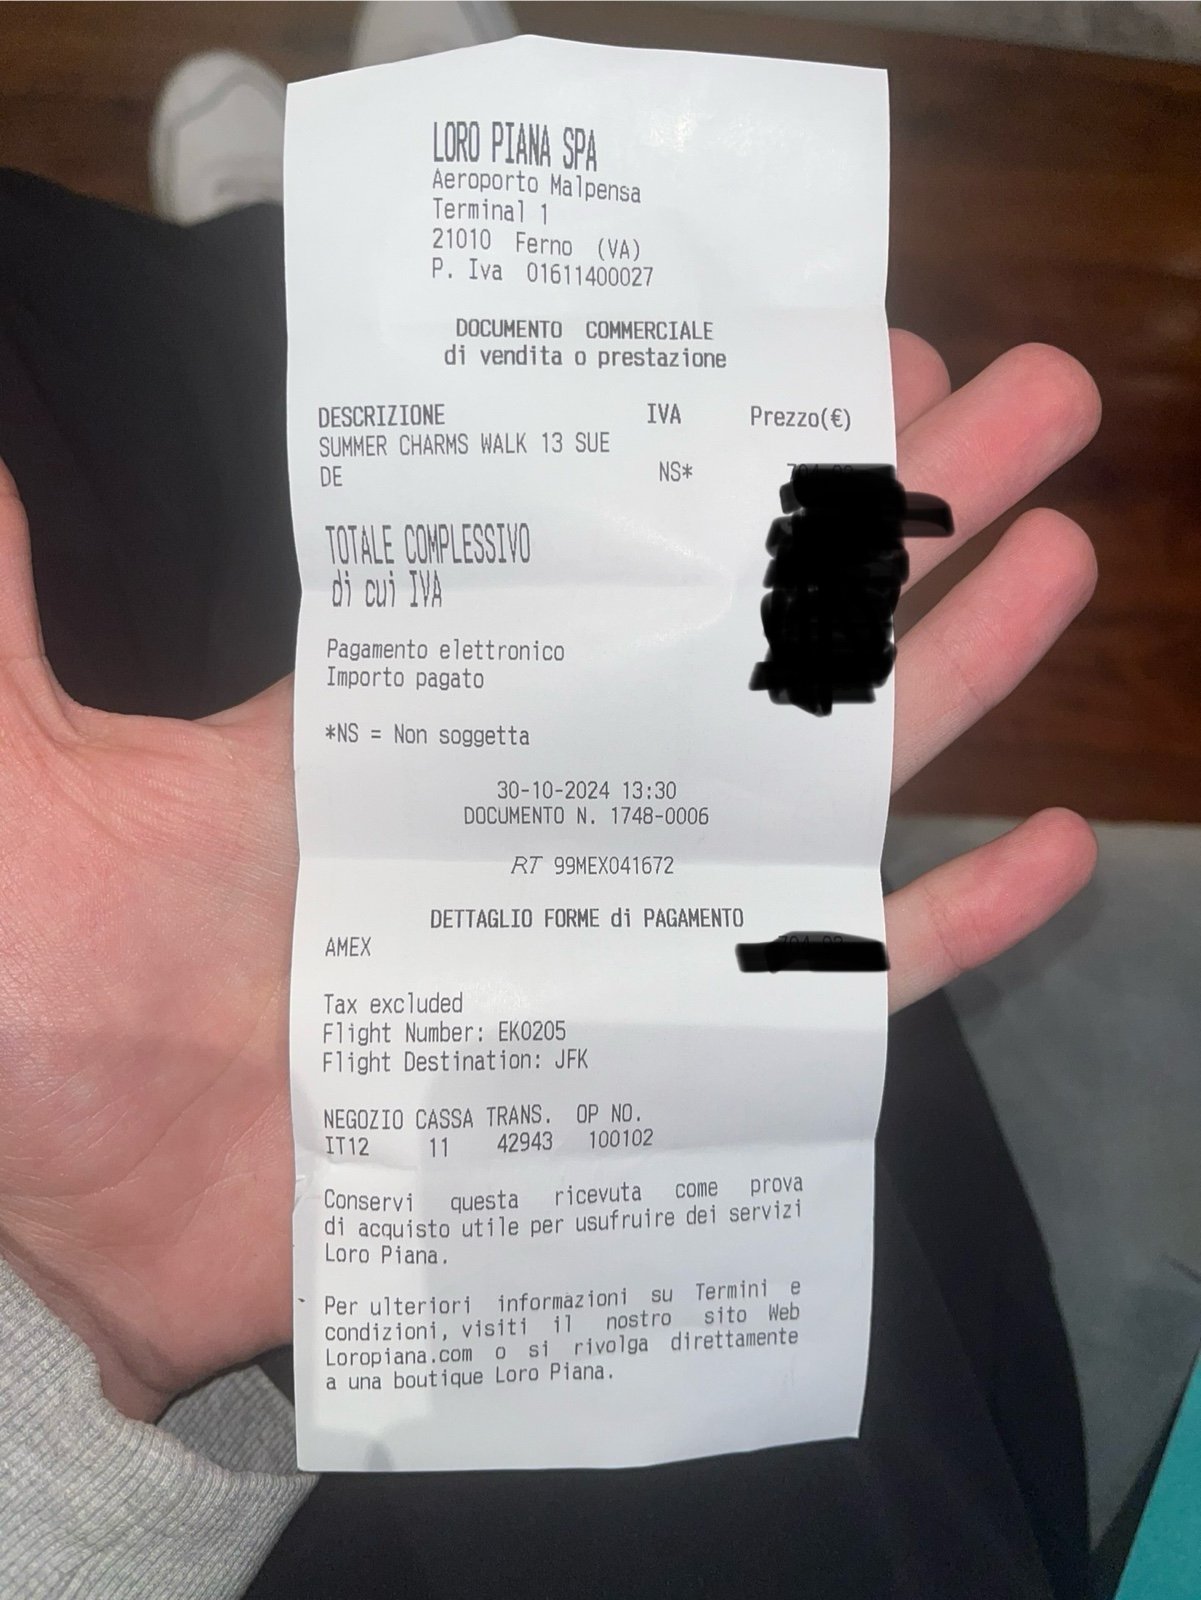 LORO PIANA SPA
Aeroporto Malpensa
Terminal 1
21010 Ferno (VA)
P. Iva 01611400027
DOCUMENTO COMMERCIALE
di vendita o prestazione
DESCRIZIONE IVA Prezzo(€)
SUMMER CHARMS WALK 13 SUE
DE NS*
TOTALE COMPLESSIVO
di cui IVA
Pagamento elettronico
Importo pagato
*NS = Non soggetta
30-10-2024 13:30
DOCUMENTO N. 1748-0006
RT 99MEX041672
DETTAGLIO FORME di PAGAMENTO
AMEX
Tax excluded
Flight Number: EK0205
Flight Destination: JFK
NEGOZIO CASSA TRANS. OP NO.
IT12 11 42943 100102
Conservi questa ricevuta come prova
di acquisto utile per usufruire dei servizi
Loro Piana.
Per ulteriori informazioni su Termini e
condizioni, visiti il nostro sito Web
Loropiana.com o si rivolga direttamente
a una boutique Loro Piana.